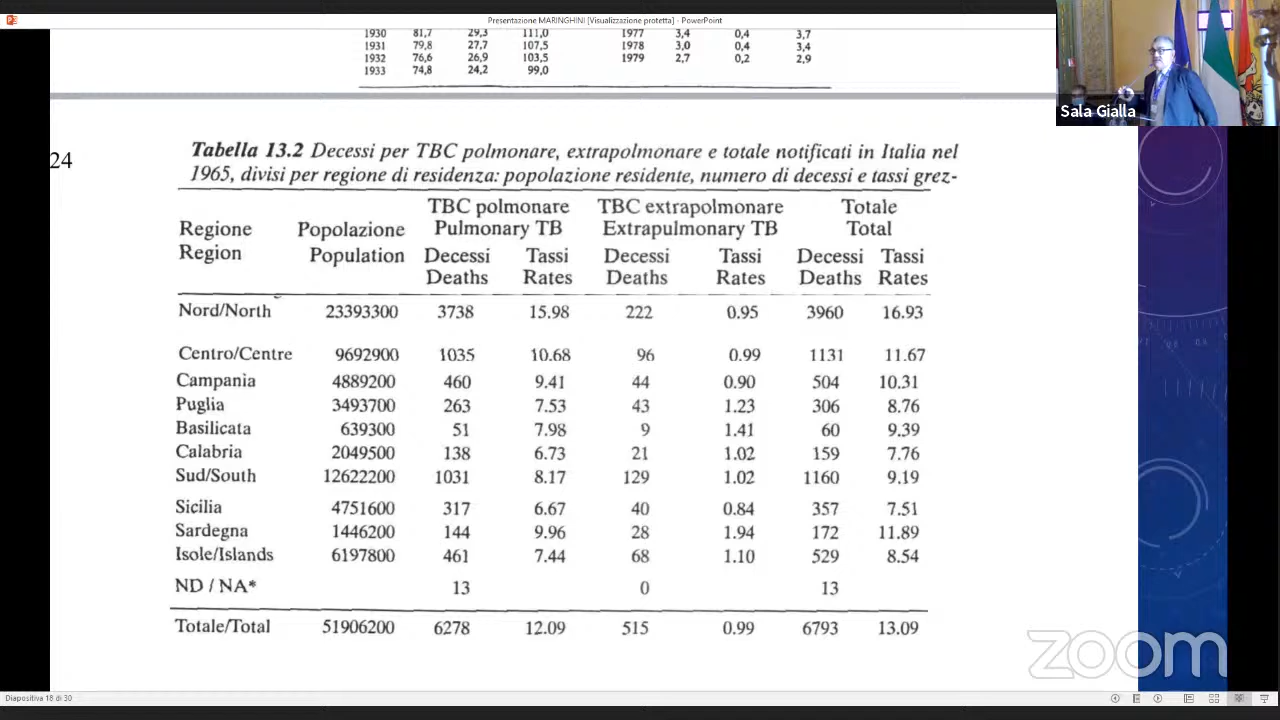 Presentazione MARINGHINI [Visualizzazione protetta] - PowerPoint
1930 81,7 29,3 111,0 1977 3,4 0,4 3,7
1931 79,8 27,7 107,5 1978 3,0 0,4 3,4
1932 76,6 26,9 103,5 1979 2,7 0,2 2,9
1933 74,8 24,2 99,0
Sala Gialla
24
Tabella 13.2 Decessi per TBC polmonare, extrapolmonare e totale notificati in Italia nel
1965, divisi per regione di residenza: popolazione residente, numero di decessi e tassi grez-
TBC polmonare TBC extrapolmonare Totale
Regione Popolazione Pulmonary TB Extrapulmonary TB Total
Region Population Decessi Tassi Decessi Tassi Decessi Tassi
Deaths Rates Deaths Rates Deaths Rates
Nord/North 23393300 3738 15.98 222 0.95 3960 16.93
Centro/Centre 9692900 1035 10.68 96 0.99 1131 11.67
Campania 4889200 460 9.41 44 0.90 504 10.31
Puglia 3493700 263 7.53 43 1.23 306 8.76
Basilicata 639300 51 7.98 9 1.41 60 9.39
Calabria 2049500 138 6.73 21 1.02 159 7.76
Sud/South 12622200 1031 8.17 129 1.02 1160 9.19
Sicilia 4751600 317 6.67 40 0.84 357 7.51
Sardegna 1446200 144 9.96 28 1.94 172 11.89
Isole/Islands 6197800 461 7.44 68 1.10 529 8.54
ND / NA* 13 0 13
Totale/Total 51906200 6278 12.09 515 0.99 6793 13.09
zoom
Diapositiva 18 di 30